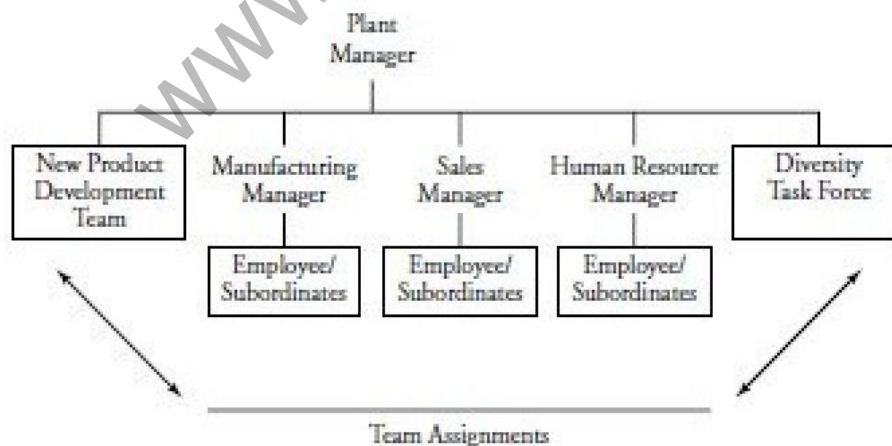 www.
Plant
Manager
New Product
Development
Team
Manufacturing
Manager
Sales
Manager
Human Resource
Manager
Diversity
Task Force
Employee/
Subordinates
Employee/
Subordinates
Employee/
Subordinates
Team Assignments